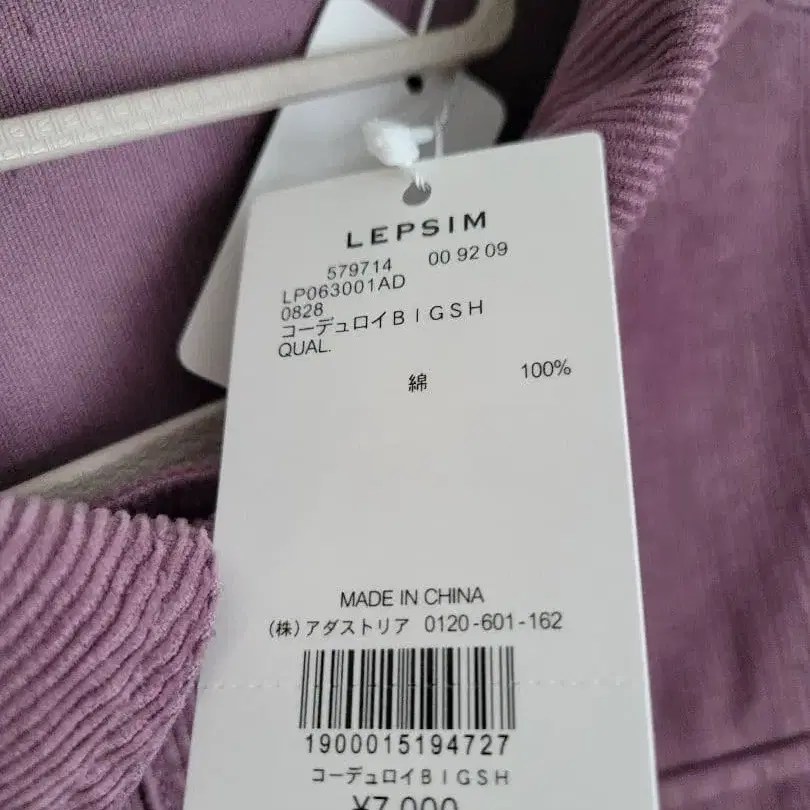 LEPSIM
579714 00 92 09
LP063001AD
0828
コーデュロイBIGSH
QUAL.
綿 100%
MADE IN CHINA
(株)アダストリア 0120-601-162
1900015194727
コーデュロイBIGSH
¥7,000